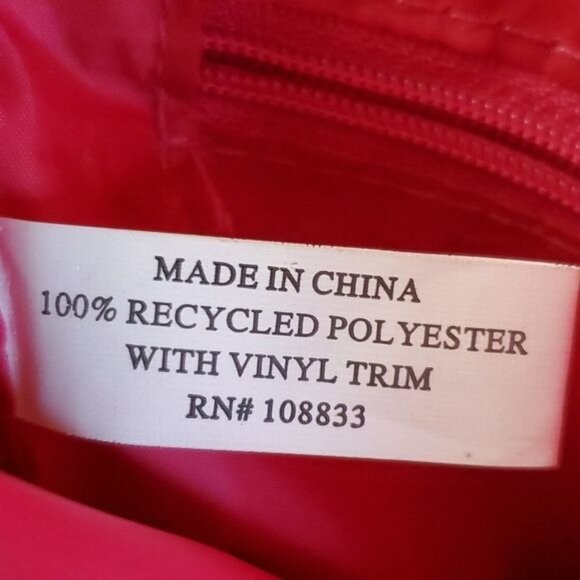 MADE IN CHINA
100% RECYCLED POLYESTER
WITH VINYL TRIM
RN# 108833